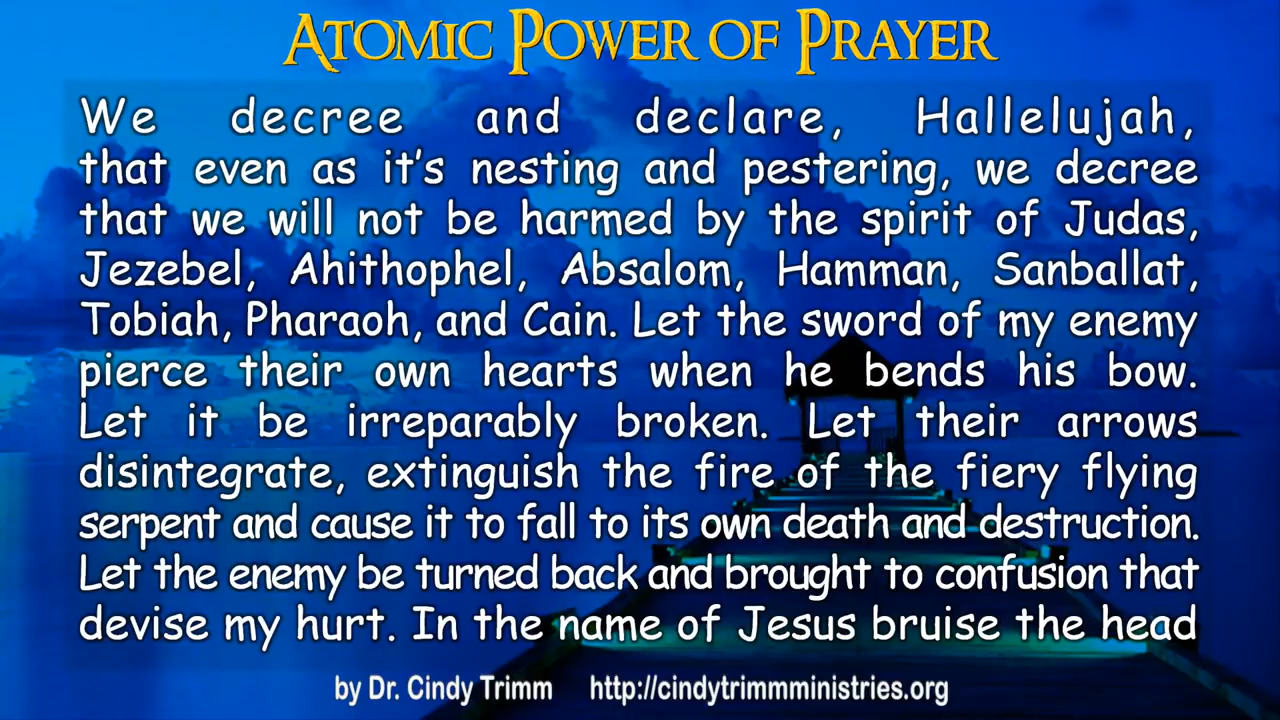 Atomic Power of Prayer
We decree and declare, Hallelujah,
that even as it’s nesting and pestering, we decree
that we will not be harmed by the spirit of Judas,
Jezebel, Ahithophel, Absalom, Hamman, Sanballat,
Tobiah, Pharaoh, and Cain. Let the sword of my enemy
pierce their own hearts when he bends his bow.
Let it be irreparably broken. Let their arrows
disintegrate, extinguish the fire of the fiery flying
serpent and cause it to fall to its own death and destruction.
Let the enemy be turned back and brought to confusion that
devise my hurt. In the name of Jesus bruise the head
by Dr. Cindy Trimm http://cindytrimmministries.org